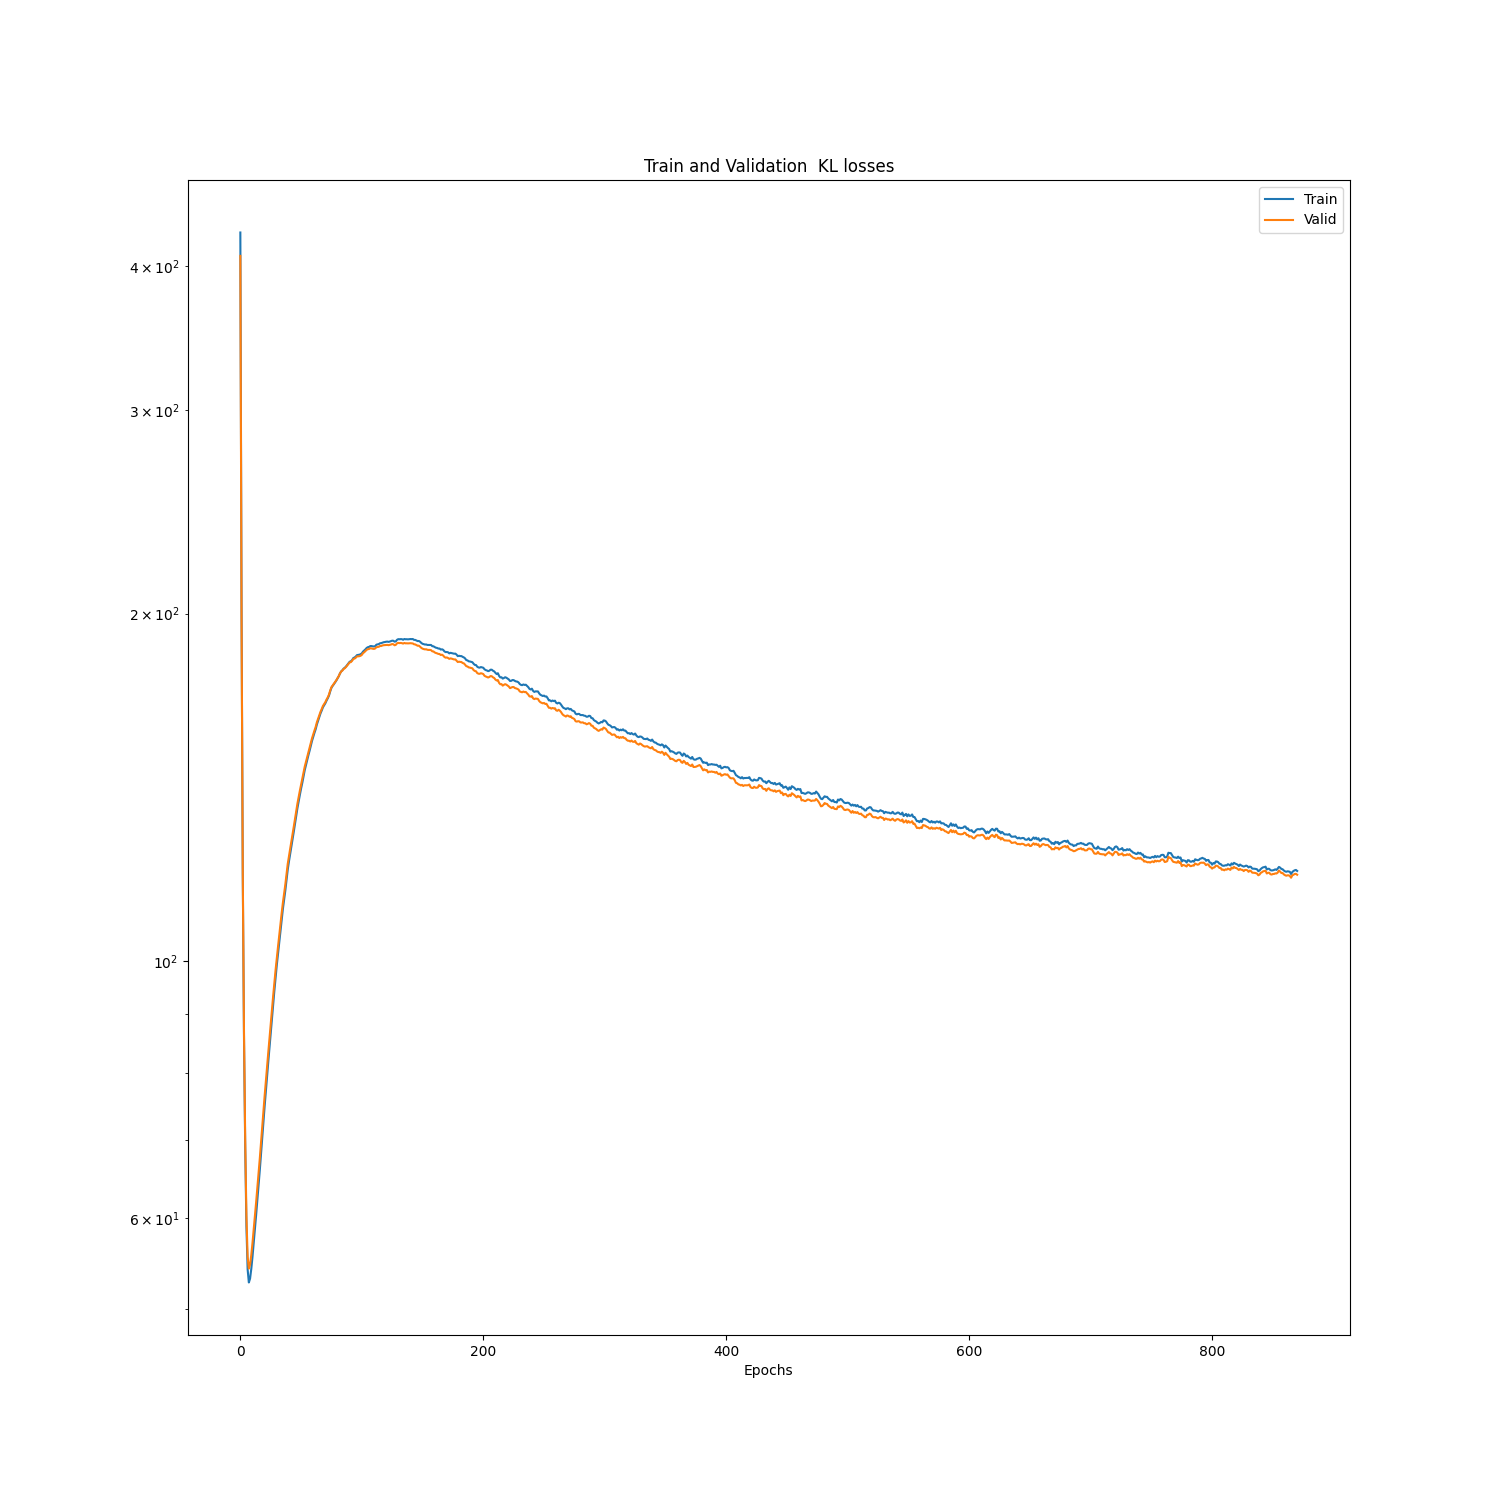 Train and Validation  KL losses
Train
Valid
4 × 10²
3 × 10²
2 × 10²
10²
6 × 10¹
0 200 400 600 800
Epochs